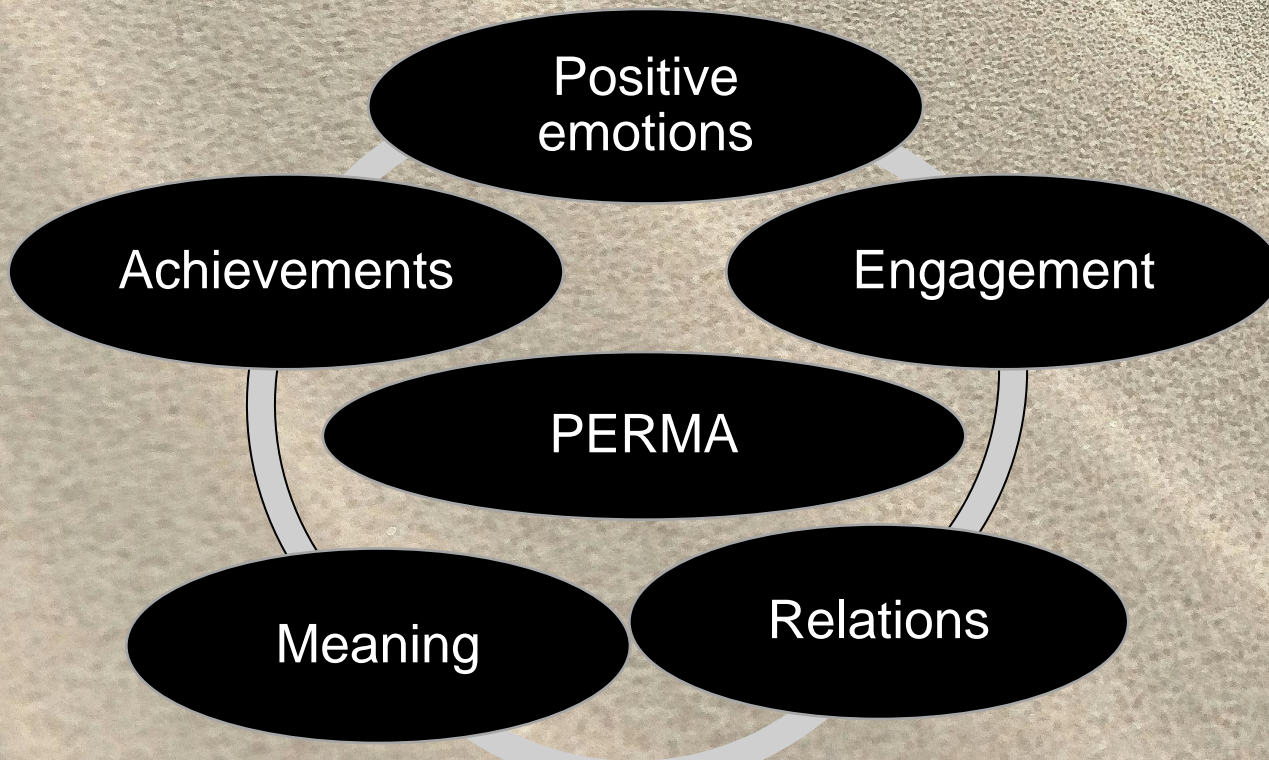 Positive
emotions
Achievements
Engagement
PERMA
Relations
Meaning